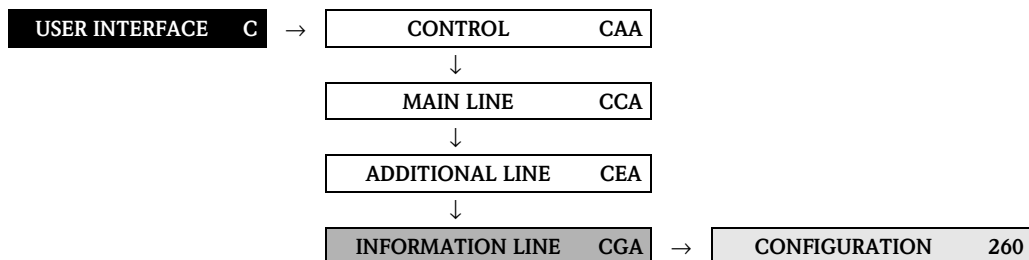 USER INTERFACE C → CONTROL CAA
↓
MAIN LINE CCA
↓
ADDITIONAL LINE CEA
↓
INFORMATION LINE CGA → CONFIGURATION 260